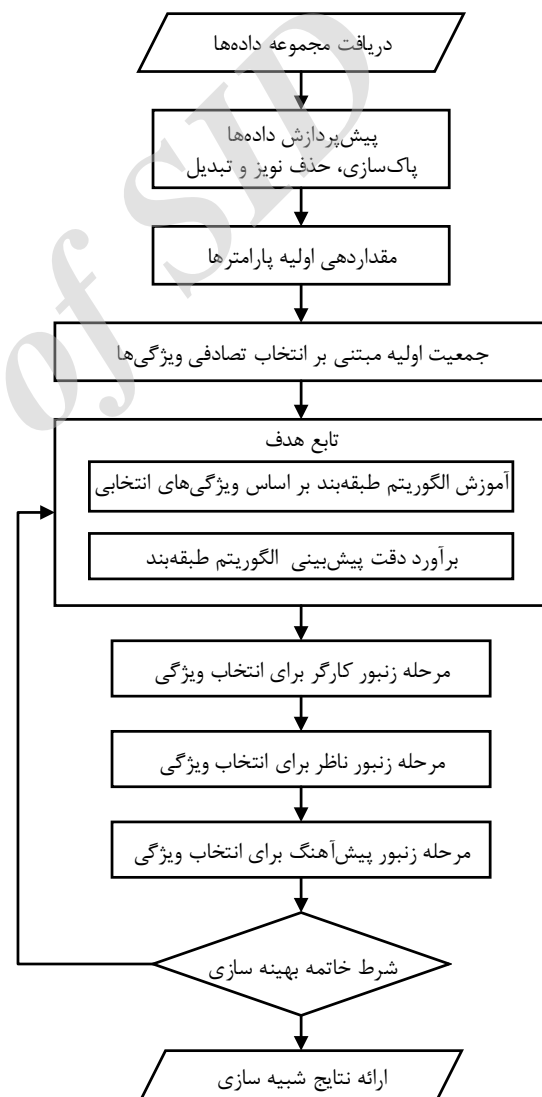 دریافت مجموعه داده‌ها
پیش‌پردازش داده‌ها
پاک‌سازی، حذف نویز و تبدیل
مقداردهی اولیه پارامترها
جمعیت اولیه مبتنی بر انتخاب تصادفی ویژگی‌ها
تابع هدف
آموزش الگوریتم طبقه‌بند بر اساس ویژگی‌های انتخابی
برآورد دقت پیش‌بینی الگوریتم طبقه‌بند
مرحله زنبور کارگر برای انتخاب ویژگی
مرحله زنبور ناظر برای انتخاب ویژگی
مرحله زنبور پیش‌آهنگ برای انتخاب ویژگی
شرط خاتمه بهینه سازی
ارائه نتایج شبیه سازی
of SID